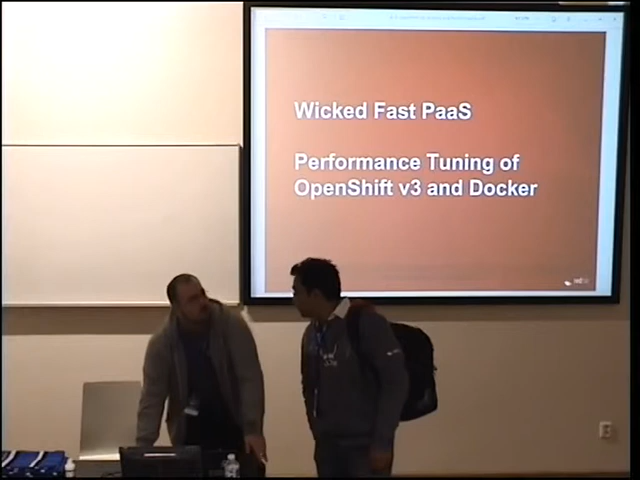 Wicked Fast PaaS
Performance Tuning of
OpenShift v3 and Docker